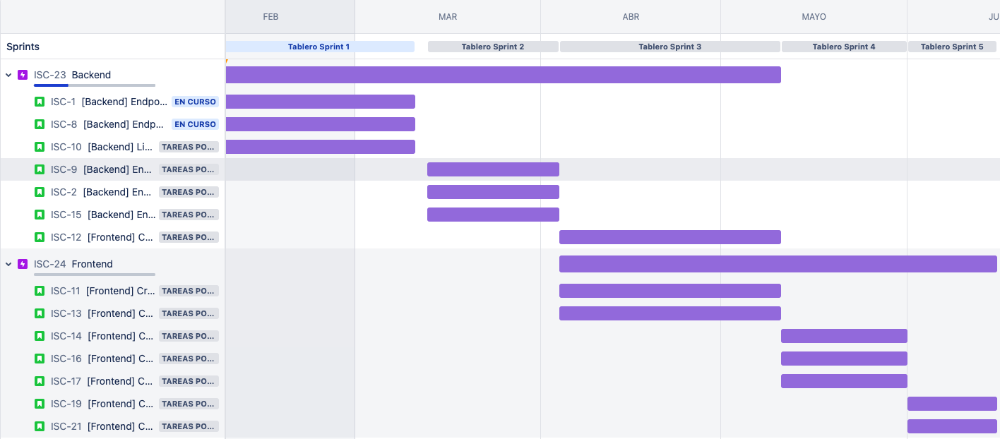 FEB MAR ABR MAYO JU
Sprints Tablero Sprint 1 Tablero Sprint 2 Tablero Sprint 3 Tablero Sprint 4 Tablero Sprint 5
ISC-23 Backend
ISC-1 [Backend] Endpo... EN CURSO
ISC-8 [Backend] Endp... EN CURSO
ISC-10 [Backend] Li... TAREAS PO...
ISC-9 [Backend] En... TAREAS PO...
ISC-2 [Backend] En... TAREAS PO...
ISC-15 [Backend] En... TAREAS PO...
ISC-12 [Frontend] C... TAREAS PO...
ISC-24 Frontend
ISC-11 [Frontend] Cr... TAREAS PO...
ISC-13 [Frontend] C... TAREAS PO...
ISC-14 [Frontend] C... TAREAS PO...
ISC-16 [Frontend] C... TAREAS PO...
ISC-17 [Frontend] C... TAREAS PO...
ISC-19 [Frontend] C... TAREAS PO...
ISC-21 [Frontend] C... TAREAS PO...